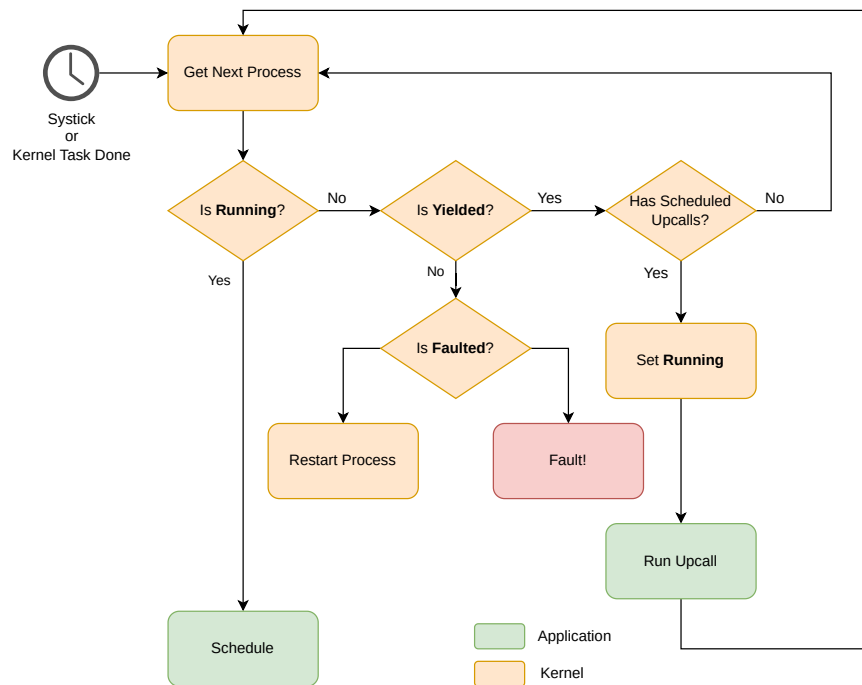 Get Next Process
Systick
or
Kernel Task Done
Is Running?
No
Is Yielded?
Yes
Has Scheduled
Upcalls?
No
Yes
No
Yes
Is Faulted?
Set Running
Restart Process
Fault!
Run Upcall
Schedule
Application
Kernel